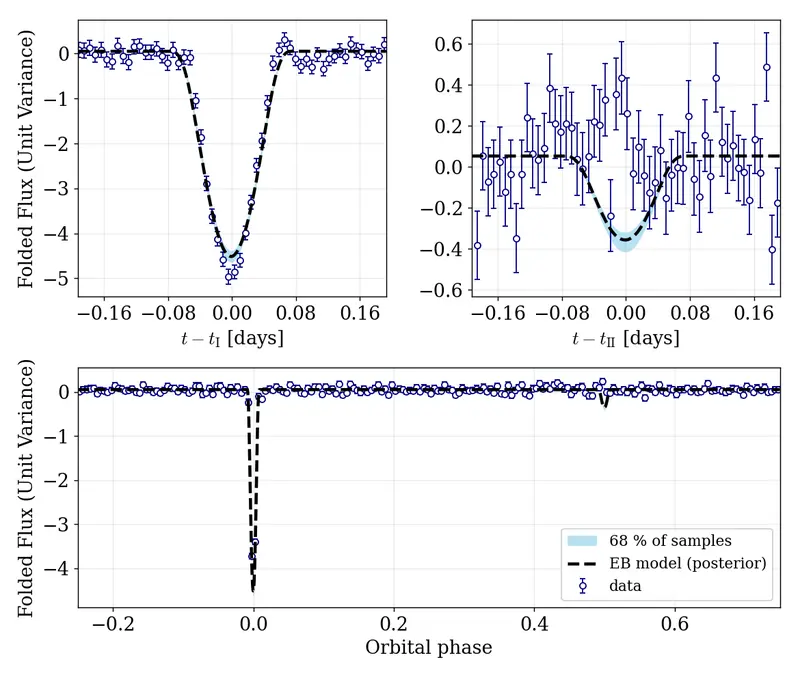 Folded Flux (Unit Variance)
0
−1
−2
−3
−4
−5
−0.16 −0.08 0.00 0.08 0.16
t − tI [days]
0.6
0.4
0.2
0.0
−0.2
−0.4
−0.6
−0.16 −0.08 0.00 0.08 0.16
t − tII [days]
Folded Flux (Unit Variance)
0
−1
−2
−3
−4
68 % of samples
EB model (posterior)
data
−0.2 0.0 0.2 0.4 0.6
Orbital phase